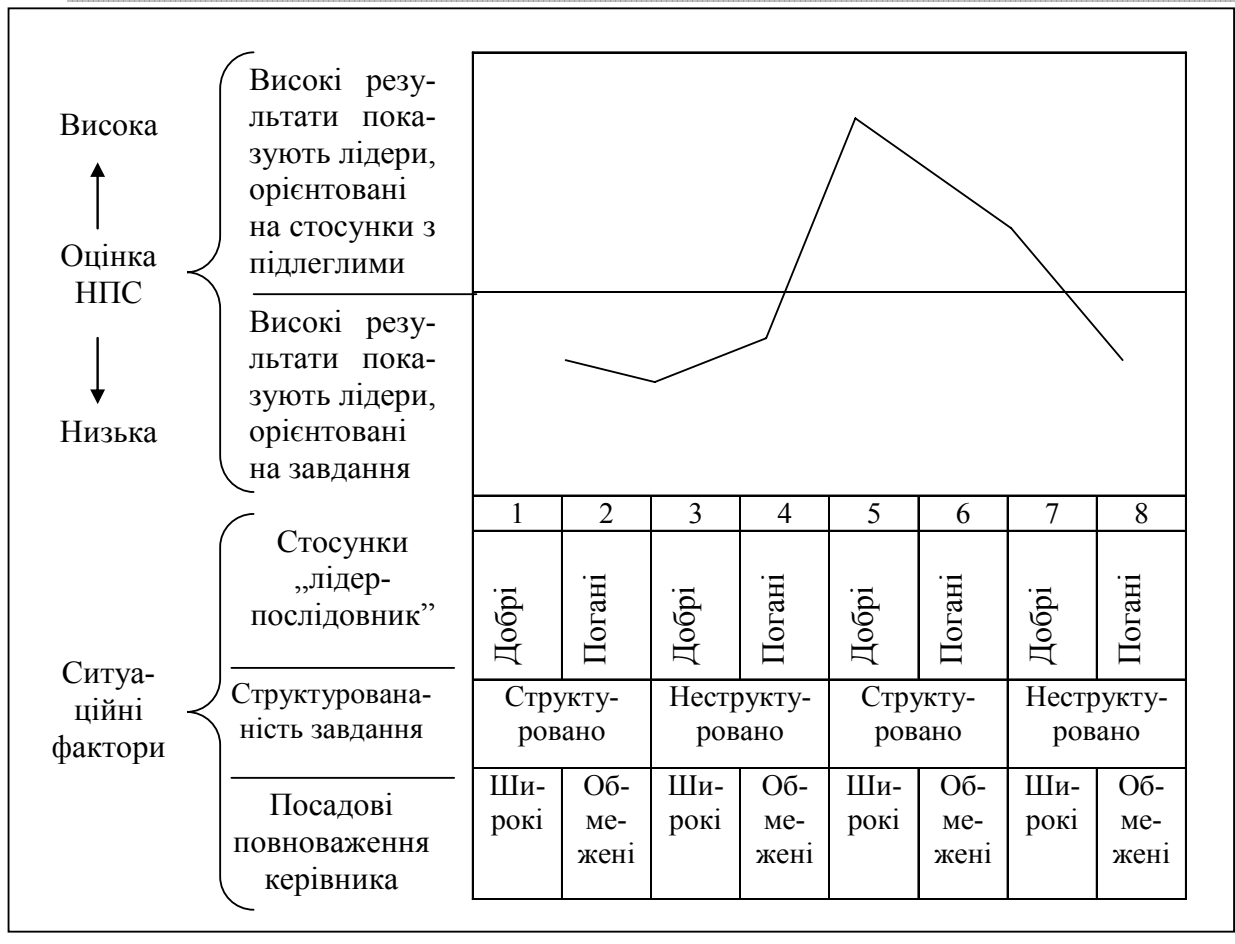 Висока
Оцінка
НПС
Низька
Високі резу-
льтати пока-
зують лідери,
орієнтовані
на стосунки з
підлеглими
Високі резу-
льтати пока-
зують лідери,
орієнтовані
на завдання
1 2 3 4 5 6 7 8
Ситуа-
ційні
фактори
Стосунки
„лідер-
послідовник”
Добрі Погані Добрі Погані Добрі Погані Добрі Погані
Структурована-
ність завдання
Структу-
ровано
Неструкту-
ровано
Структу-
ровано
Неструкту-
ровано
Посадові
повноваження
керівника
Ши-
рокі
Об-
ме-
жені
Ши-
рокі
Об-
ме-
жені
Ши-
рокі
Об-
ме-
жені
Ши-
рокі
Об-
ме-
жені